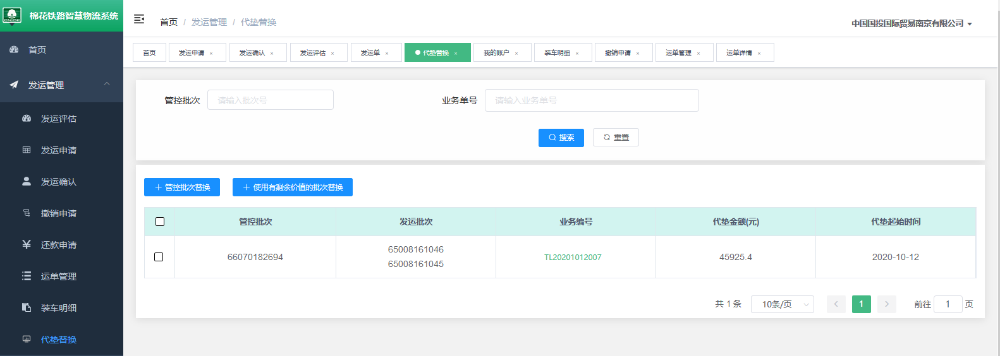 棉花铁路智慧物流系统
首页 / 发运管理 / 代垫替换
中国国投国际贸易南京有限公司
首页 发运申请 × 发运确认 × 发运评估 × 发运单 × 代垫替换 × 我的账户 × 装车明细 × 撤销申请 × 运单管理 × 运单详情 ×
首页
发运管理
发运评估
发运申请
发运确认
撤销申请
还款申请
运单管理
装车明细
代垫替换
管控批次 请输入批次号 业务单号 请输入业务单号
搜索 重置
管控批次替换 使用有剩余价值的批次替换
管控批次 发运批次 业务编号 代垫金额(元) 代垫起始时间
66070182694 65008161046 TL20201012007 45925.4 2020-10-12
65008161045
共 1 条 10条/页 1 前往 1 页